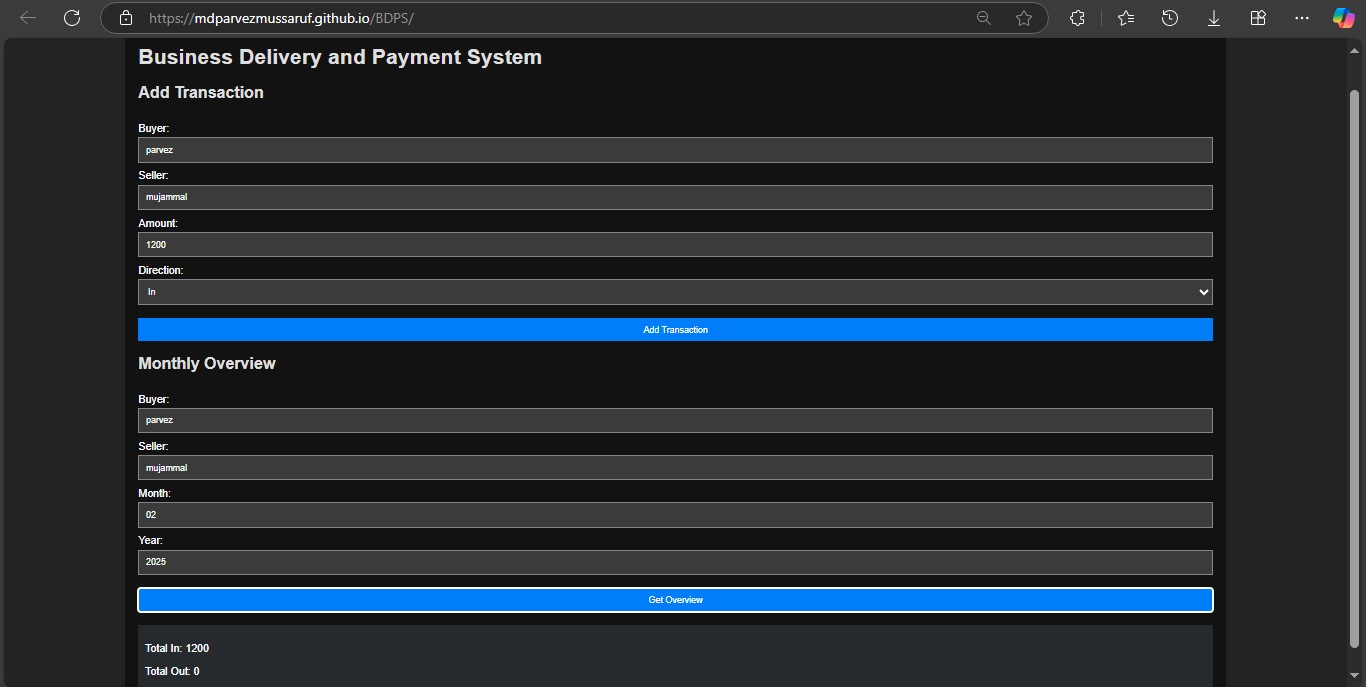 https://mdparvezmussaruf.github.io/BDPS/
Business Delivery and Payment System
Add Transaction
Buyer:
parvez
Seller:
mujammal
Amount:
1200
Direction:
In
Add Transaction
Monthly Overview
Buyer:
parvez
Seller:
mujammal
Month:
02
Year:
2025
Get Overview
Total In: 1200
Total Out: 0